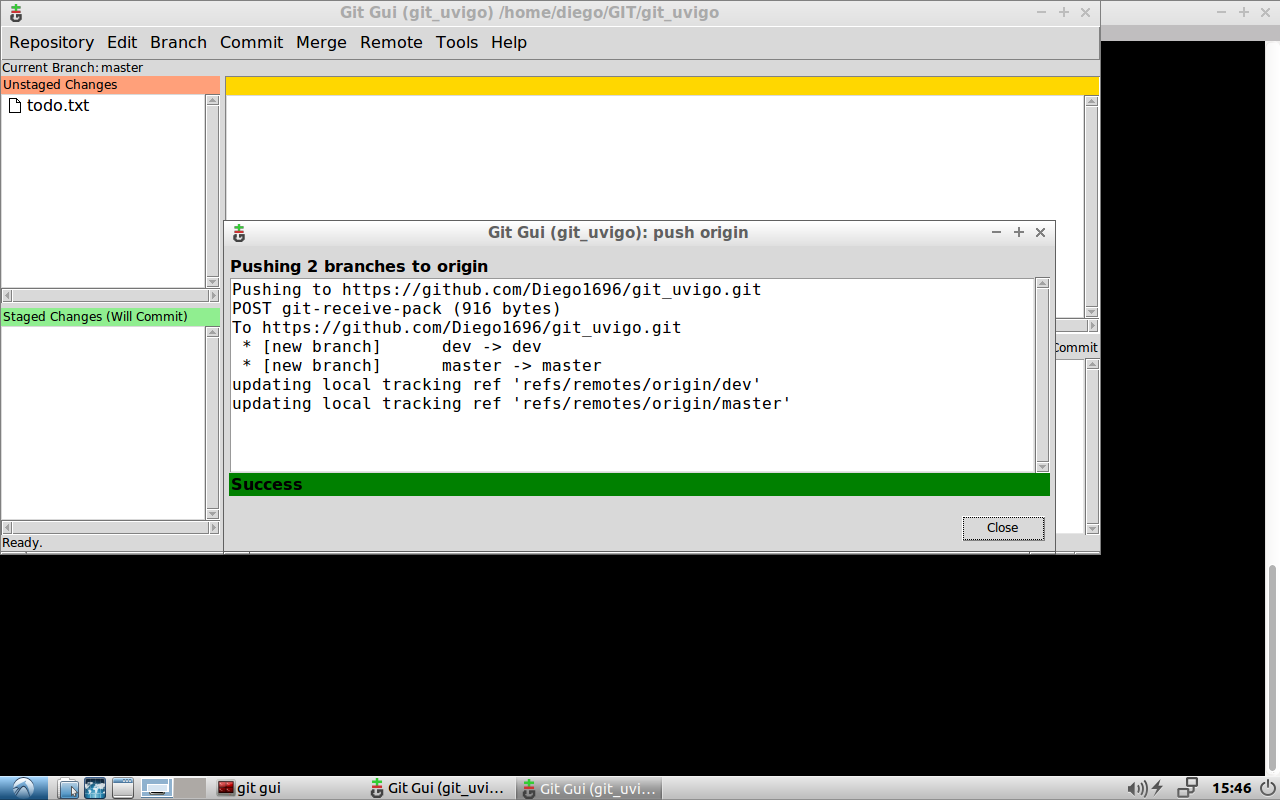 Git Gui (git_uvigo) /home/diego/GIT/git_uvigo
Repository Edit Branch Commit Merge Remote Tools Help
Current Branch: master
Unstaged Changes
todo.txt
Git Gui (git_uvigo): push origin
Pushing 2 branches to origin
Pushing to https://github.com/Diego1696/git_uvigo.git
POST git-receive-pack (916 bytes)
To https://github.com/Diego1696/git_uvigo.git
* [new branch]      dev -> dev
* [new branch]      master -> master
updating local tracking ref 'refs/remotes/origin/dev'
updating local tracking ref 'refs/remotes/origin/master'
Success
Close
Staged Changes (Will Commit)
Commit
Ready.
git gui
Git Gui (git_uvi...
Git Gui (git_uvi...
15:46